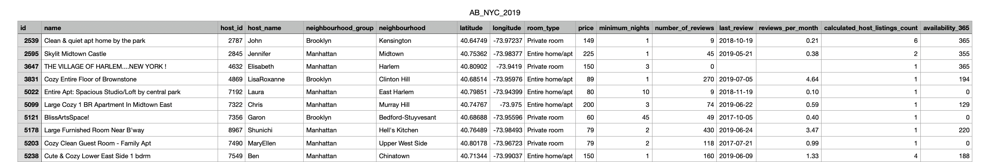 AB_NYC_2019
id name host_id host_name neighbourhood_group neighbourhood latitude longitude room_type price minimum_nights number_of_reviews last_review reviews_per_month calculated_host_listings_count availability_365
2539 Clean & quiet apt home by the park 2787 John Brooklyn Kensington 40.64749 -73.97237 Private room 149 1 9 2018-10-19 0.21 6 365
2595 Skylit Midtown Castle 2845 Jennifer Manhattan Midtown 40.75362 -73.98377 Entire home/apt 225 1 45 2019-05-21 0.38 2 355
3647 THE VILLAGE OF HARLEM....NEW YORK ! 4632 Elisabeth Manhattan Harlem 40.80902 -73.9419 Private room 150 3 0 1 365
3831 Cozy Entire Floor of Brownstone 4869 LisaRoxanne Brooklyn Clinton Hill 40.68514 -73.95976 Entire home/apt 89 1 270 2019-07-05 4.64 1 194
5022 Entire Apt: Spacious Studio/Loft by central park 7192 Laura Manhattan East Harlem 40.79851 -73.94399 Entire home/apt 80 10 9 2018-11-19 0.10 1 0
5099 Large Cozy 1 BR Apartment In Midtown East 7322 Chris Manhattan Murray Hill 40.74767 -73.975 Entire home/apt 200 3 74 2019-06-22 0.59 1 129
5121 BlissArtsSpace! 7356 Garon Brooklyn Bedford-Stuyvesant 40.68688 -73.95596 Private room 60 45 49 2017-10-05 0.40 1 0
5178 Large Furnished Room Near B'way 8967 Shunichi Manhattan Hell's Kitchen 40.76489 -73.98493 Private room 79 2 430 2019-06-24 3.47 1 220
5203 Cozy Clean Guest Room - Family Apt 7490 MaryEllen Manhattan Upper West Side 40.80178 -73.96723 Private room 79 2 118 2017-07-21 0.99 1 0
5238 Cute & Cozy Lower East Side 1 bdrm 7549 Ben Manhattan Chinatown 40.71344 -73.99037 Entire home/apt 150 1 160 2019-06-09 1.33 4 188